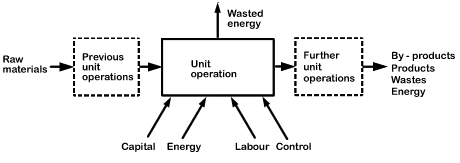 Wasted
energy
Raw
materials
Previous
unit
operations
Unit
operation
Further
unit
operations
By - products
Products
Wastes
Energy
Capital
Energy
Labour
Control